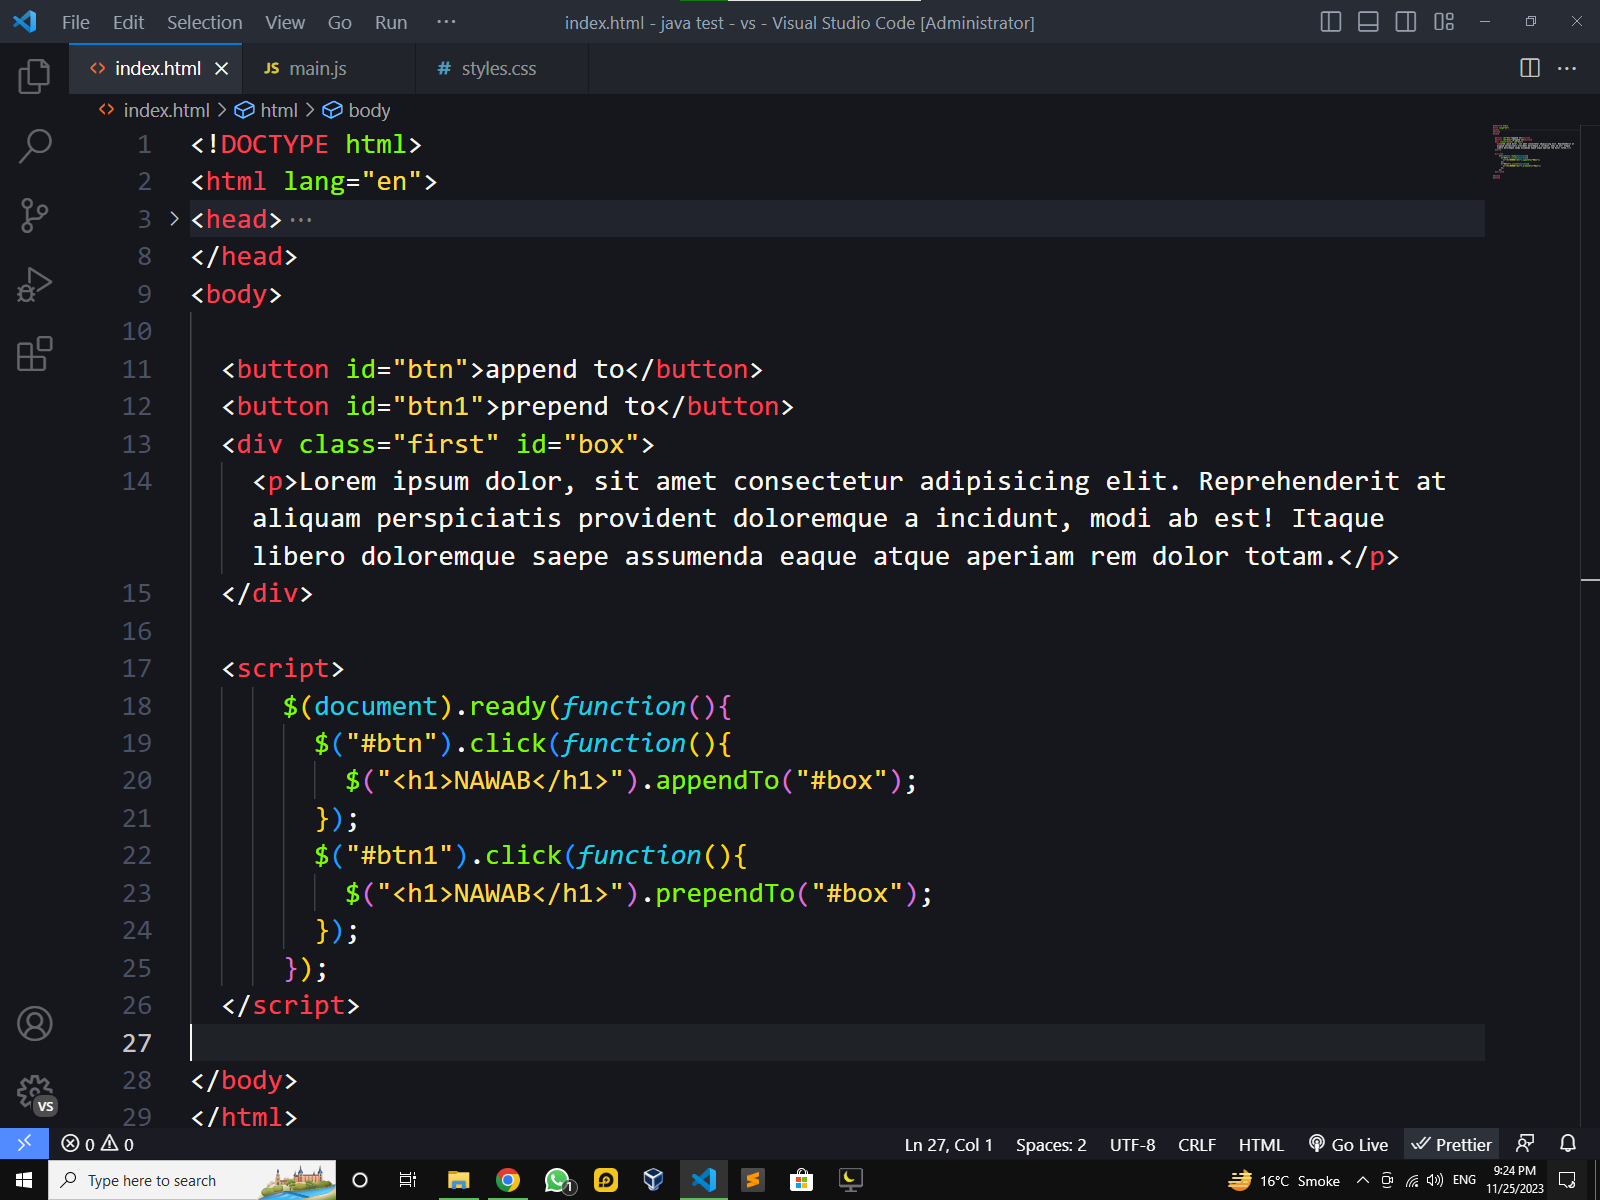 File Edit Selection View Go Run ··· index.html - java test - vs - Visual Studio Code [Administrator]
<> index.html × JS main.js # styles.css
<> index.html > html > body
1 <!DOCTYPE html>
2 <html lang="en">
3 <head>···
8 </head>
9 <body>
10
11 <button id="btn">append to</button>
12 <button id="btn1">prepend to</button>
13 <div class="first" id="box">
14 <p>Lorem ipsum dolor, sit amet consectetur adipisicing elit. Reprehenderit at
aliquam perspiciatis provident doloremque a incidunt, modi ab est! Itaque
libero doloremque saepe assumenda eaque atque aperiam rem dolor totam.</p>
15 </div>
16
17 <script>
18 $(document).ready(function(){
19 $("#btn").click(function(){
20 $("<h1>NAWAB</h1>").appendTo("#box");
21 });
22 $("#btn1").click(function(){
23 $("<h1>NAWAB</h1>").prependTo("#box");
24 });
25 });
26 </script>
27
28 </body>
29 </html>
VS
0 0 Ln 27, Col 1 Spaces: 2 UTF-8 CRLF HTML Go Live Prettier
Type here to search 1 16°C Smoke ENG 9:24 PM
11/25/2023